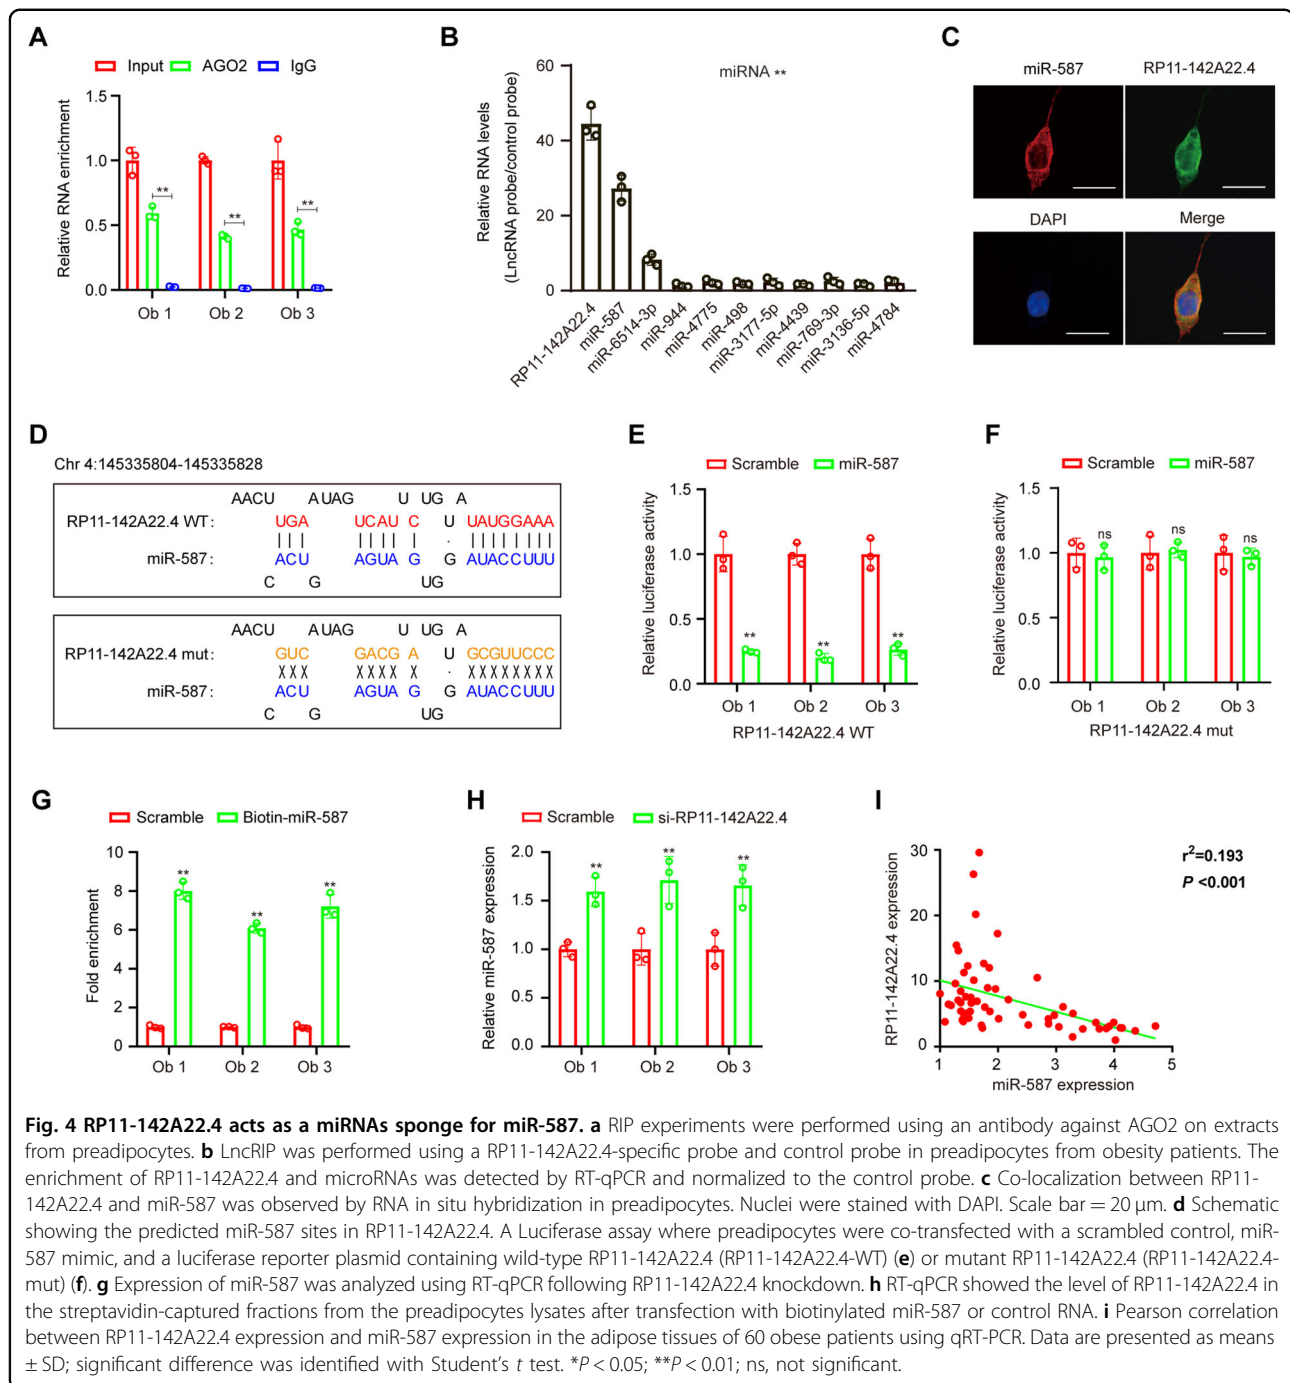 A
Input AGO2 IgG
Relative RNA enrichment
1.5
1.0
0.5
0.0
** ** **
Ob 1 Ob 2 Ob 3
B
Relative RNA levels
(LncRNA probe/control probe)
miRNA **
60
40
20
0
RP11-142A22.4
miR-587
miR-6514-3p
miR-944
miR-4775
miR-498
miR-3177-5p
miR-4439
miR-769-3p
miR-3136-5p
miR-4784
C
miR-587 RP11-142A22.4
DAPI Merge
D
Chr 4:145335804-145335828
AACU AUAG U UG A
RP11-142A22.4 WT: UGA UCAU C U UAUGGAAA
miR-587: ACU AGUA G G AUACCUUU
C G UG
AACU AUAG U UG A
RP11-142A22.4 mut: GUC GACG A U GCGUUCCC
XXX XXXX X XXXXXXXX
miR-587: ACU AGUA G G AUACCUUU
C G UG
E
Scramble miR-587
Relative luciferase activity
1.5
1.0
0.5
0.0
** ** **
Ob 1 Ob 2 Ob 3
RP11-142A22.4 WT
F
Scramble miR-587
Relative luciferase activity
1.5
1.0
0.5
0.0
ns ns ns
Ob 1 Ob 2 Ob 3
RP11-142A22.4 mut
G
Scramble Biotin-miR-587
Fold enrichment
10
8
6
4
2
0
** ** **
Ob 1 Ob 2 Ob 3
H
Scramble si-RP11-142A22.4
Relative miR-587 expression
2.0
1.5
1.0
0.5
0.0
** ** **
Ob 1 Ob 2 Ob 3
I
RP11-142A22.4 expression
30
20
10
0
r²=0.193
P <0.001
1 2 3 4 5
miR-587 expression
Fig. 4 RP11-142A22.4 acts as a miRNAs sponge for miR-587. a RIP experiments were performed using an antibody against AGO2 on extracts
from preadipocytes. b LncRIP was performed using a RP11-142A22.4-specific probe and control probe in preadipocytes from obesity patients. The
enrichment of RP11-142A22.4 and microRNAs was detected by RT-qPCR and normalized to the control probe. c Co-localization between RP11-
142A22.4 and miR-587 was observed by RNA in situ hybridization in preadipocytes. Nuclei were stained with DAPI. Scale bar = 20 μm. d Schematic
showing the predicted miR-587 sites in RP11-142A22.4. A Luciferase assay where preadipocytes were co-transfected with a scrambled control, miR-
587 mimic, and a luciferase reporter plasmid containing wild-type RP11-142A22.4 (RP11-142A22.4-WT) (e) or mutant RP11-142A22.4 (RP11-142A22.4-
mut) (f). g Expression of miR-587 was analyzed using RT-qPCR following RP11-142A22.4 knockdown. h RT-qPCR showed the level of RP11-142A22.4 in
the streptavidin-captured fractions from the preadipocytes lysates after transfection with biotinylated miR-587 or control RNA. i Pearson correlation
between RP11-142A22.4 expression and miR-587 expression in the adipose tissues of 60 obese patients using qRT-PCR. Data are presented as means
± SD; significant difference was identified with Student's t test. *P < 0.05; **P < 0.01; ns, not significant.